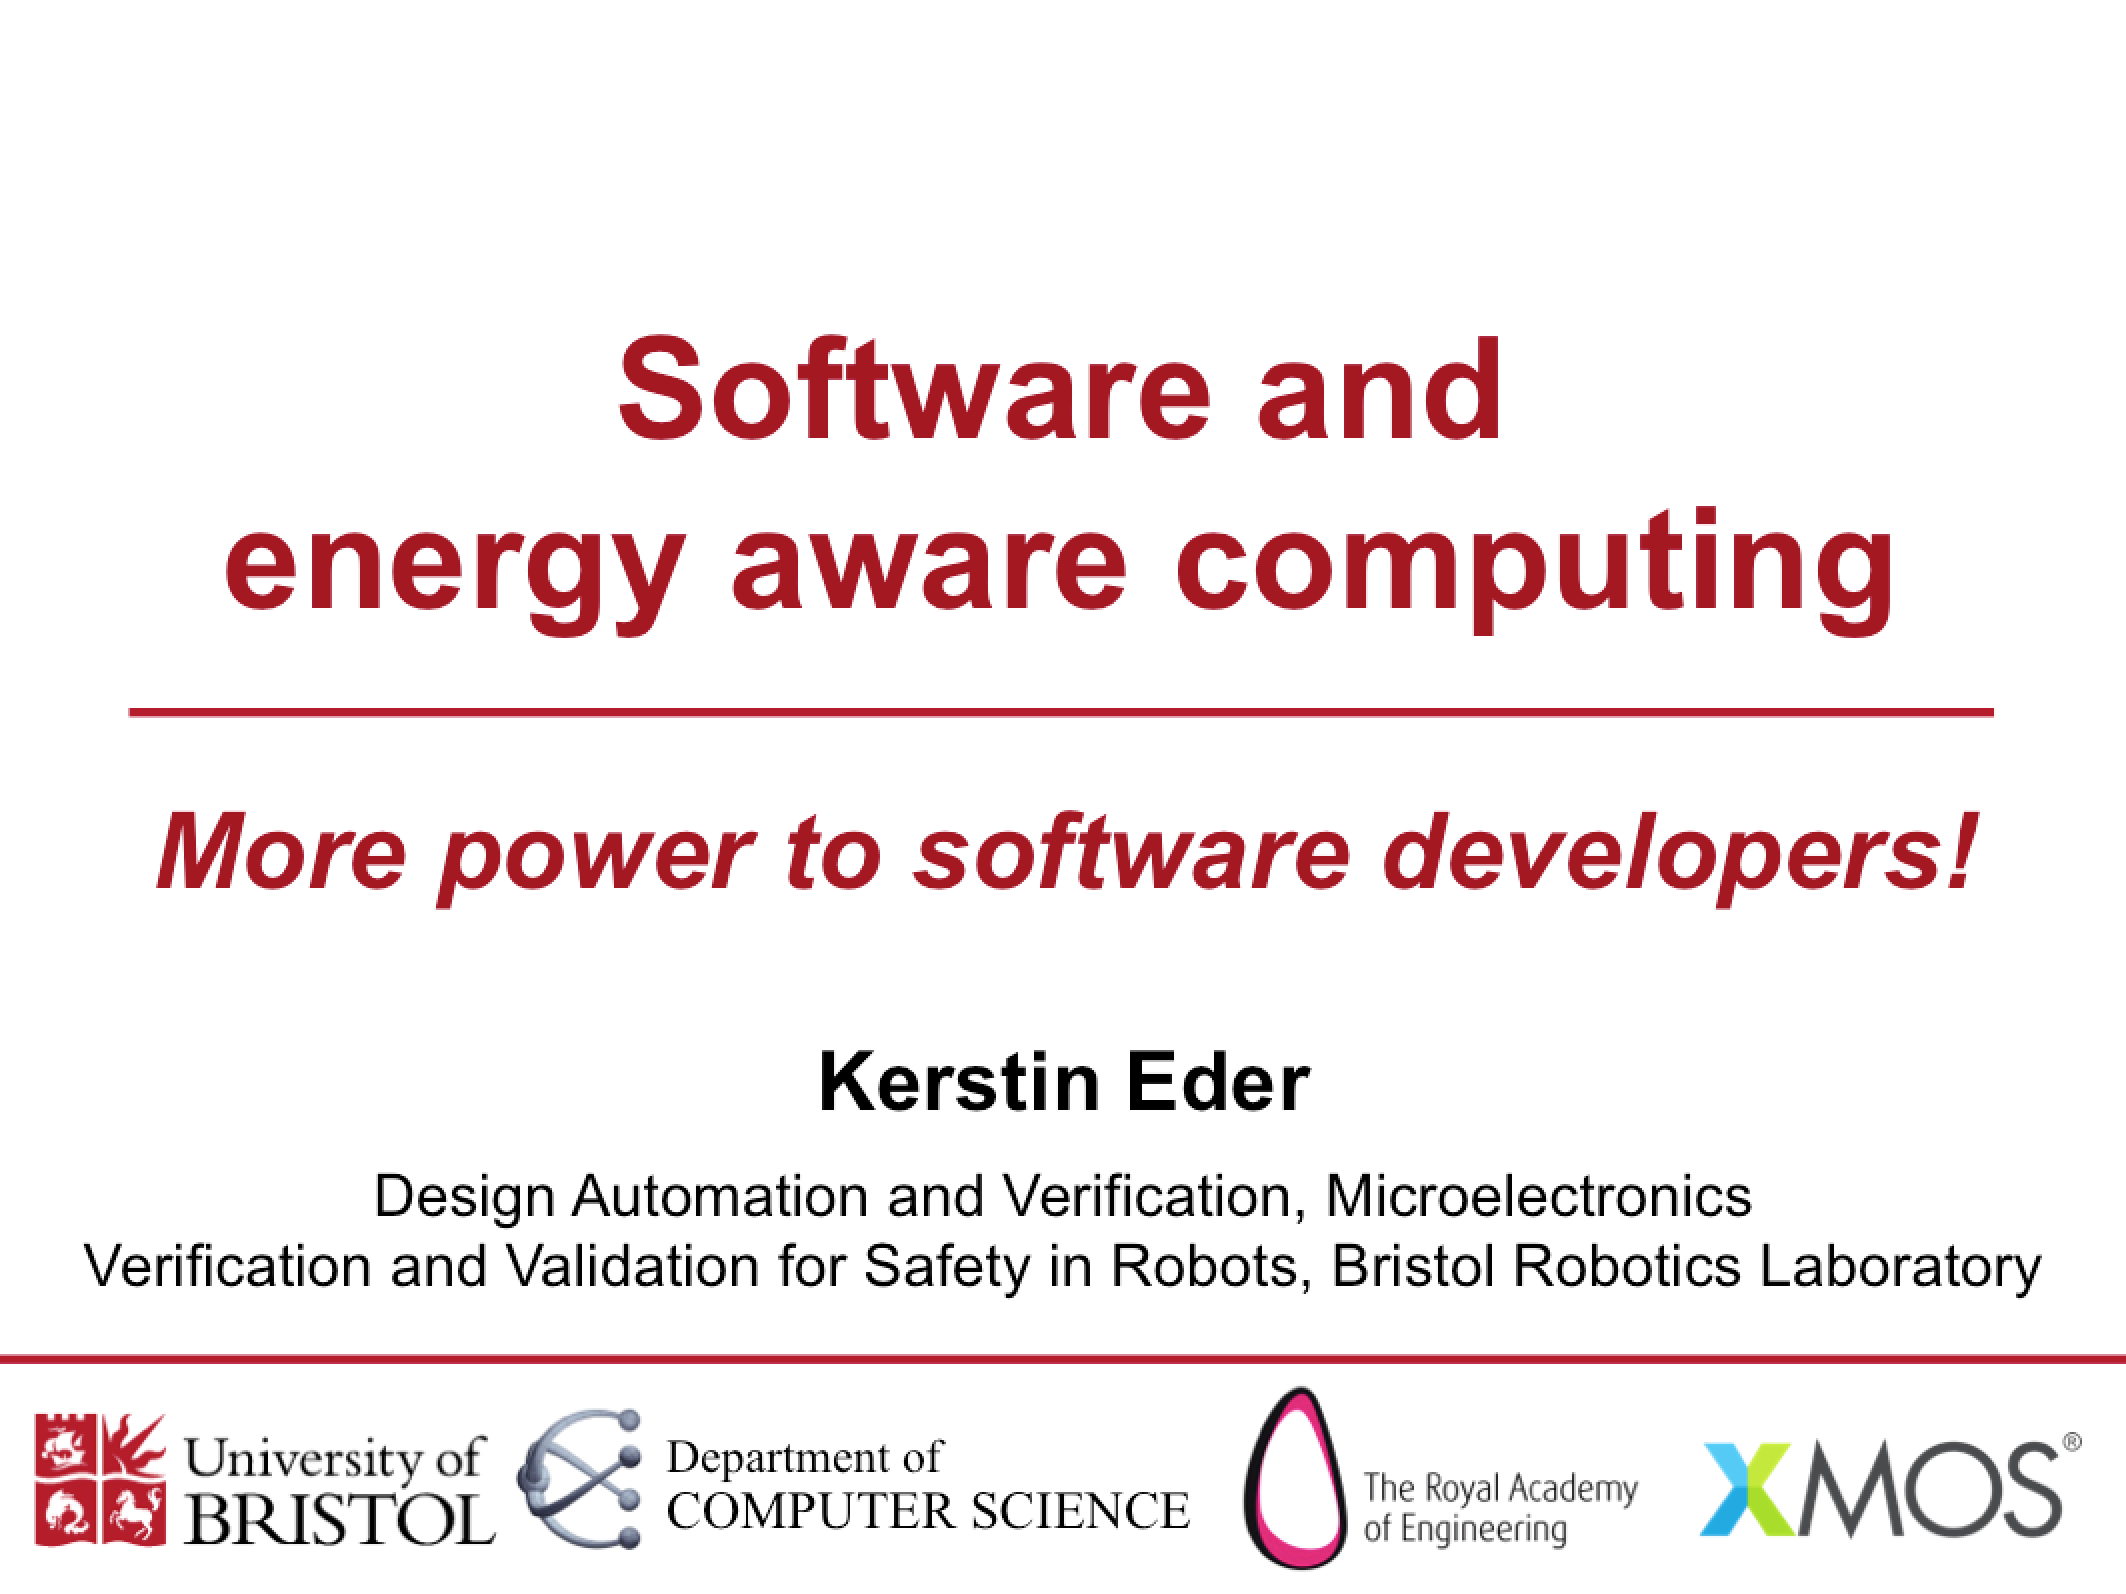 Software and
energy aware computing
More power to software developers!
Kerstin Eder
Design Automation and Verification, Microelectronics
Verification and Validation for Safety in Robots, Bristol Robotics Laboratory
University of
BRISTOL
Department of
COMPUTER SCIENCE
The Royal Academy
of Engineering
XMOS®